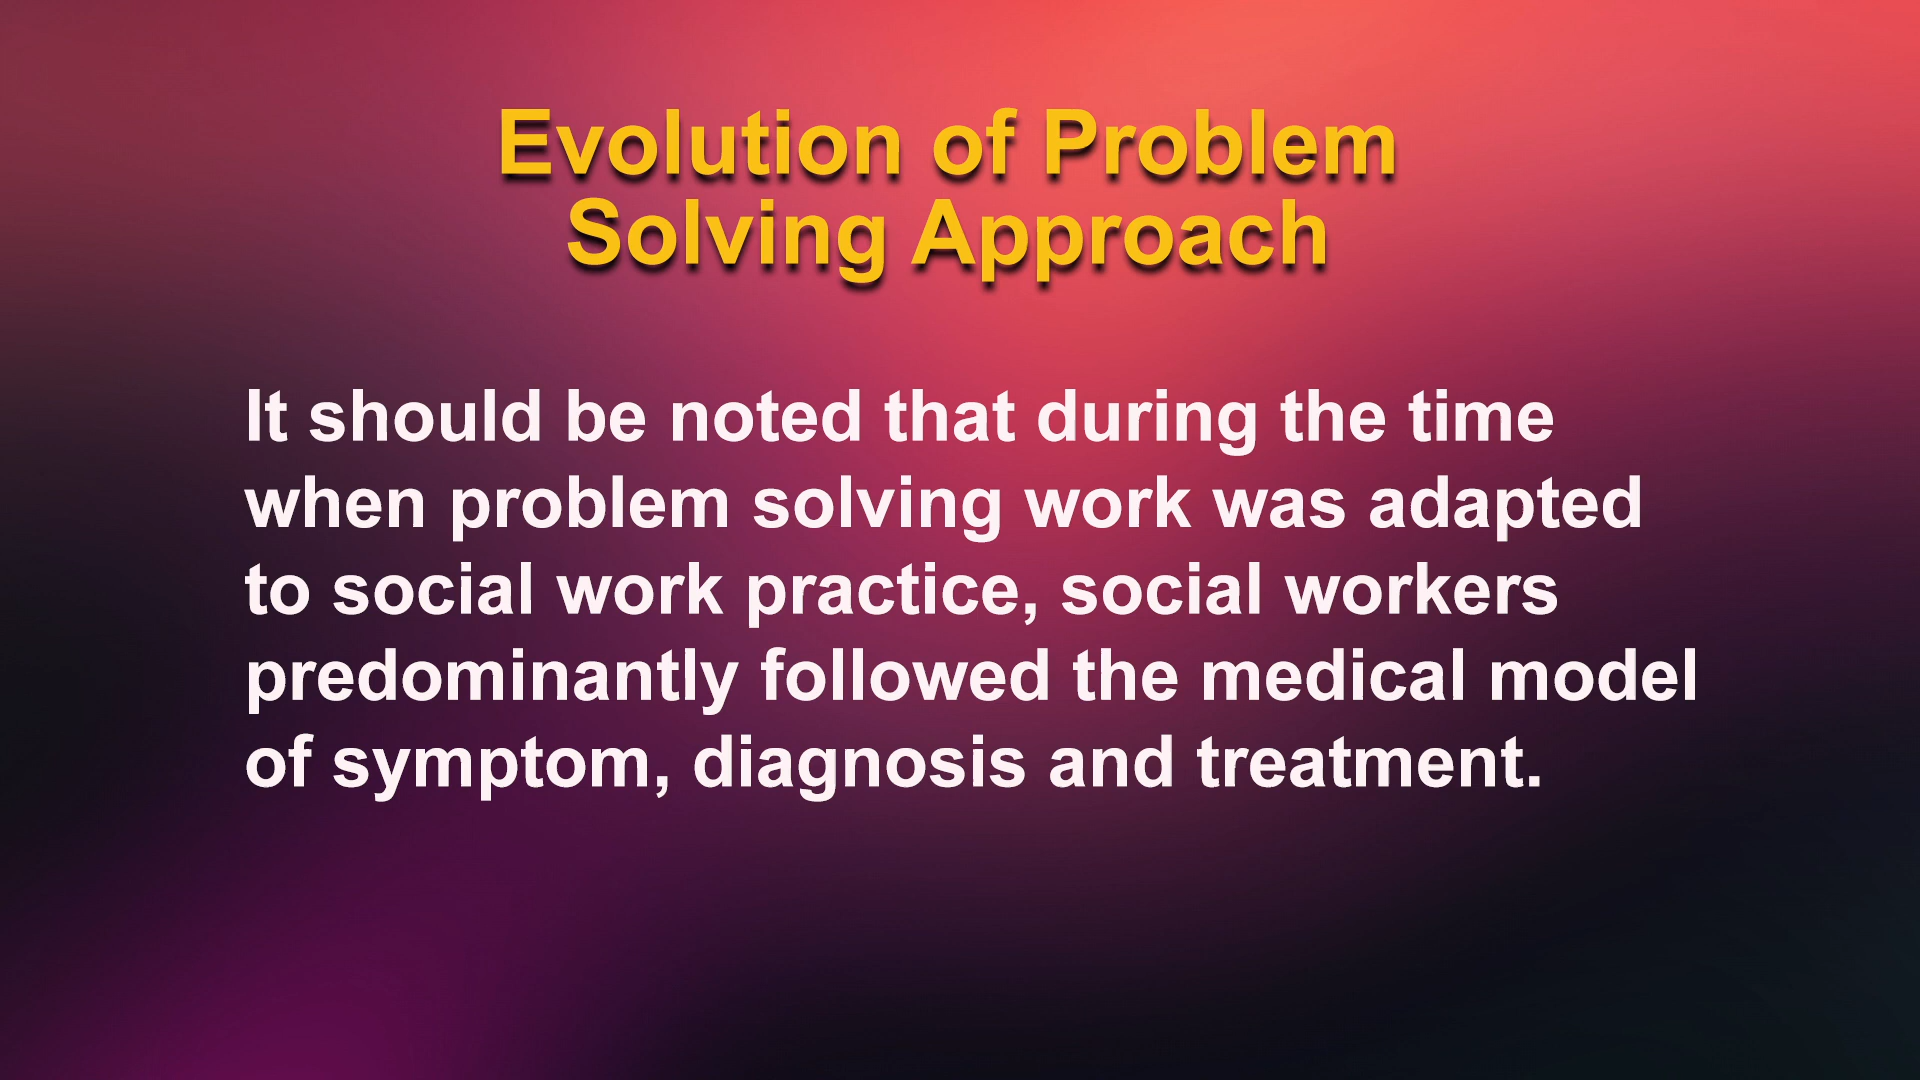 Evolution of Problem
Solving Approach
It should be noted that during the time
when problem solving work was adapted
to social work practice, social workers
predominantly followed the medical model
of symptom, diagnosis and treatment.